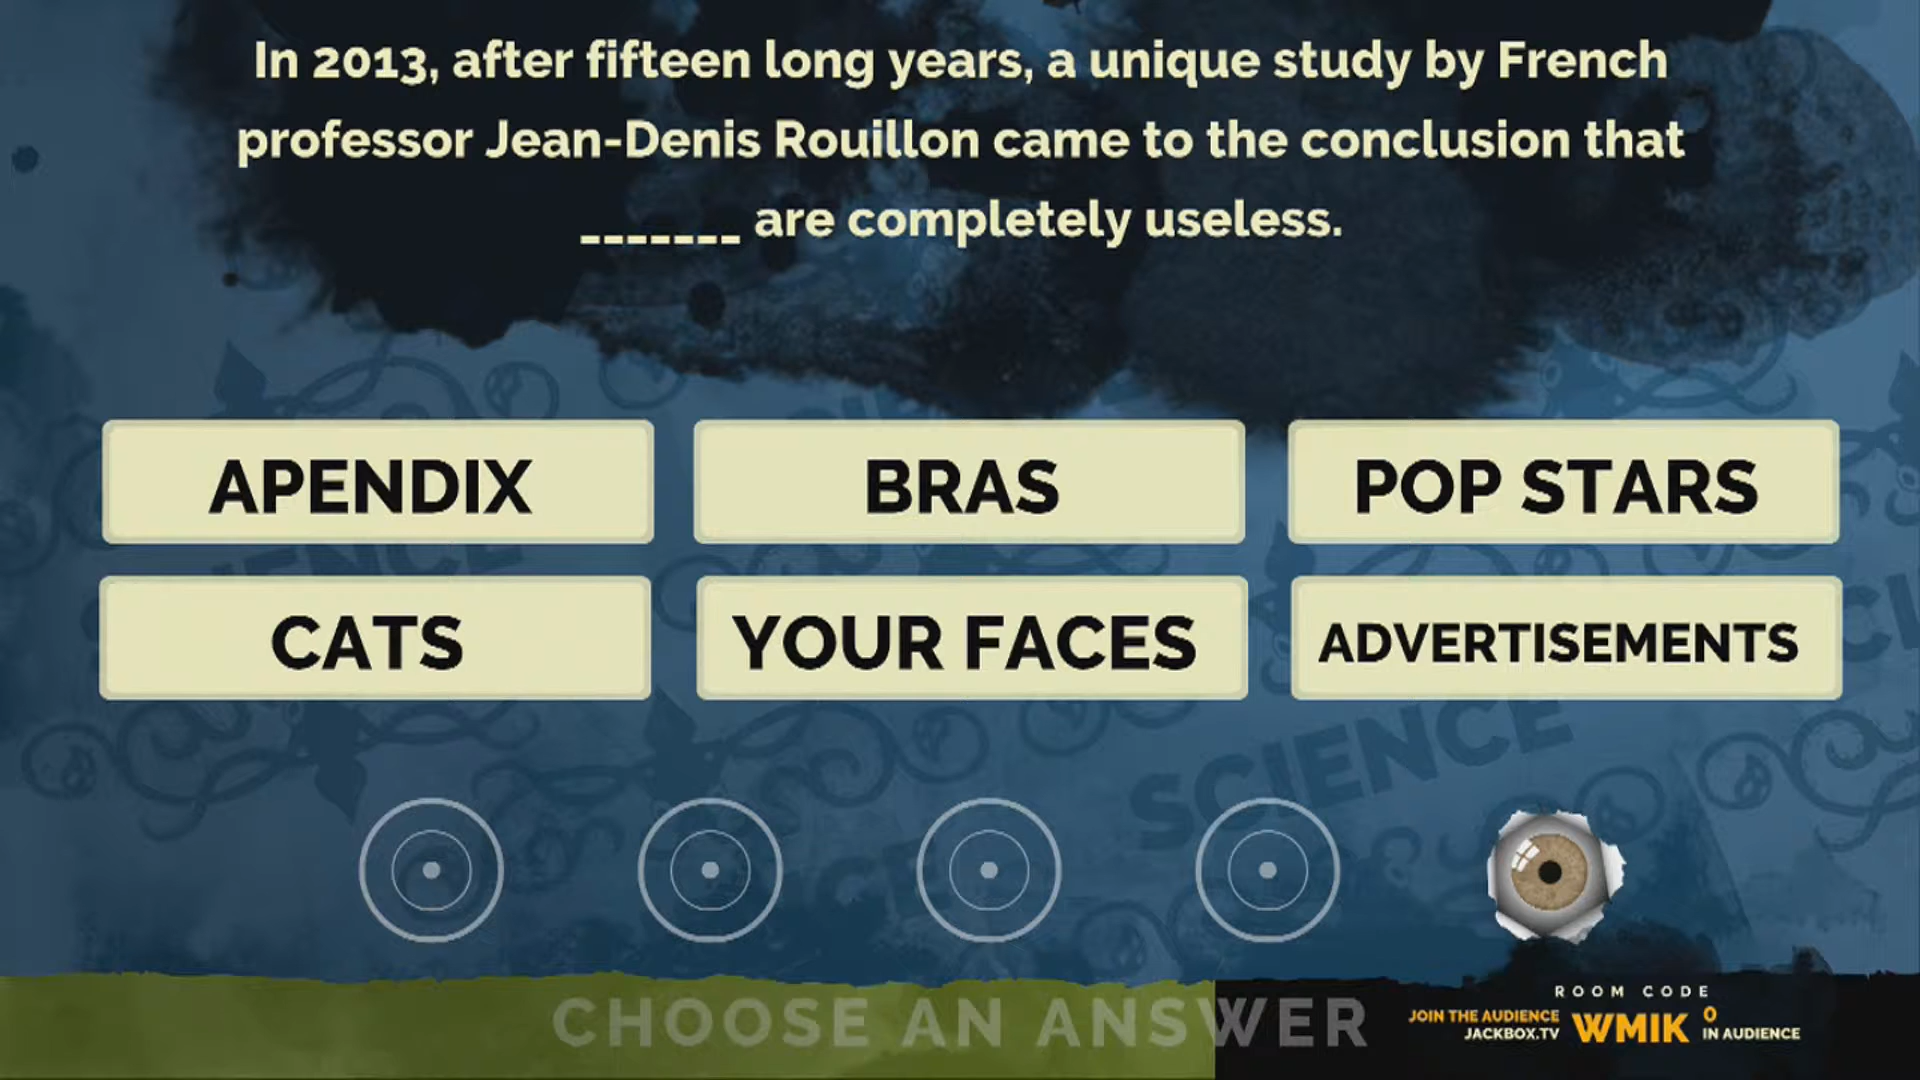 In 2013, after fifteen long years, a unique study by French
professor Jean-Denis Rouillon came to the conclusion that
_______ are completely useless.
APENDIX
BRAS
POP STARS
CATS
YOUR FACES
ADVERTISEMENTS
SCIENCE
CHOOSE AN ANSWER
ROOM CODE
JOIN THE AUDIENCE
JACKBOX.TV
WMIK
0
IN AUDIENCE